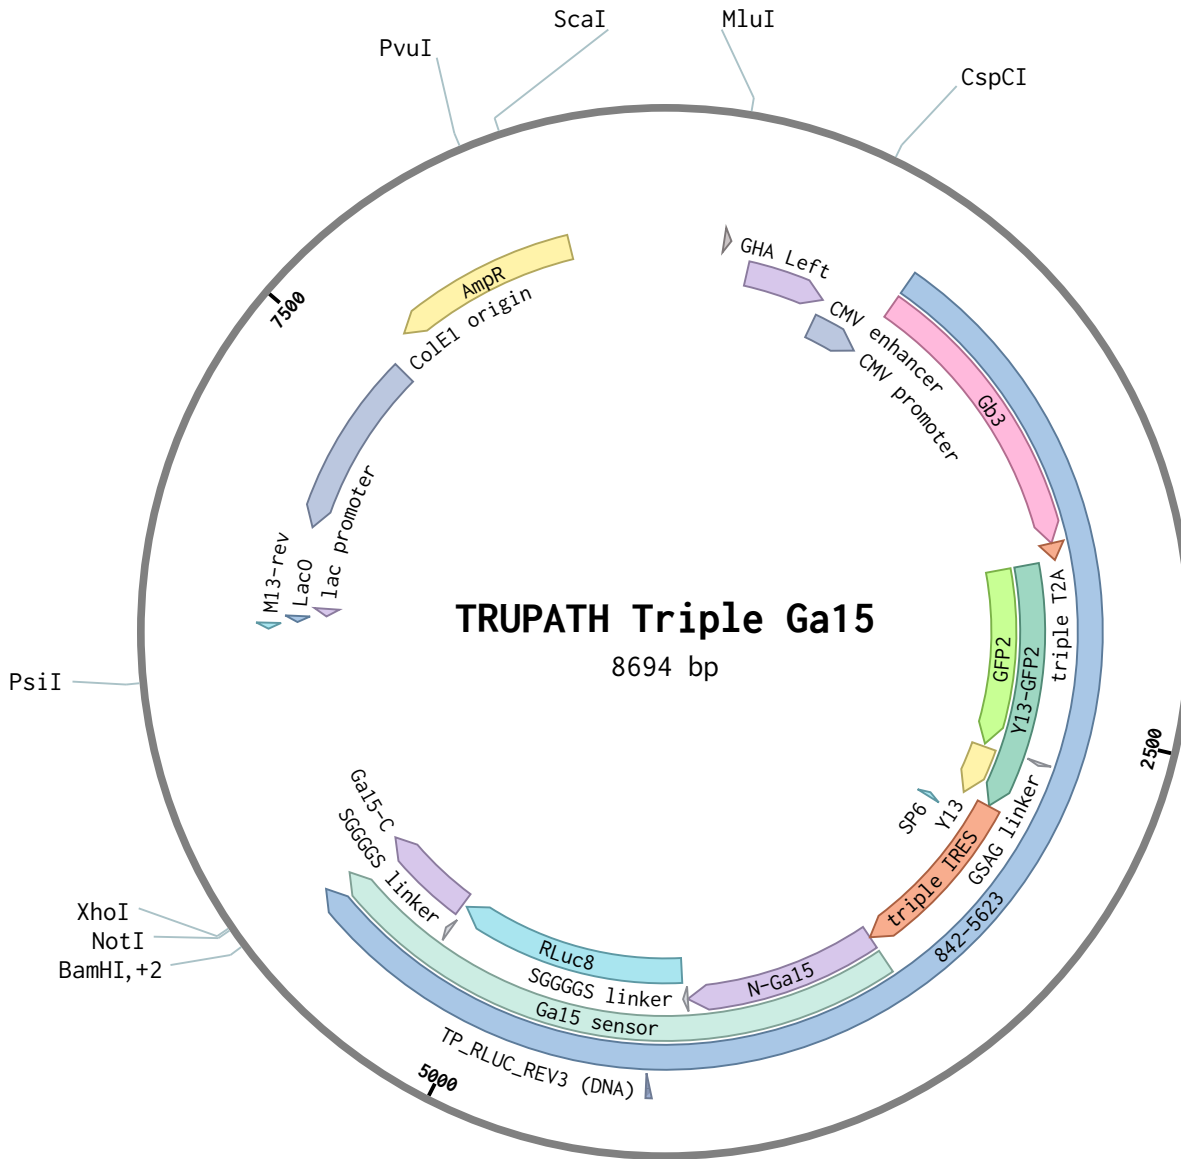 ScaI
MluI
PvuI
CspCI
GHA Left
AmpR
ColE1 origin
7500
CMV enhancer
CMV promoter
Gb3
lac promoter
M13-rev
LacO
triple T2A
TRUPATH Triple Ga15
8694 bp
GFP2
Y13-GFP2
PsiI
2500
SP6
Y13
GSAG linker
Ga15-C
SGGGGS linker
triple IRES
842-5623
XhoI
NotI
BamHI,+2
RLuc8
SGGGGS linker
N-Ga15
Ga15 sensor
TP_RLUC_REV3 (DNA)
5000